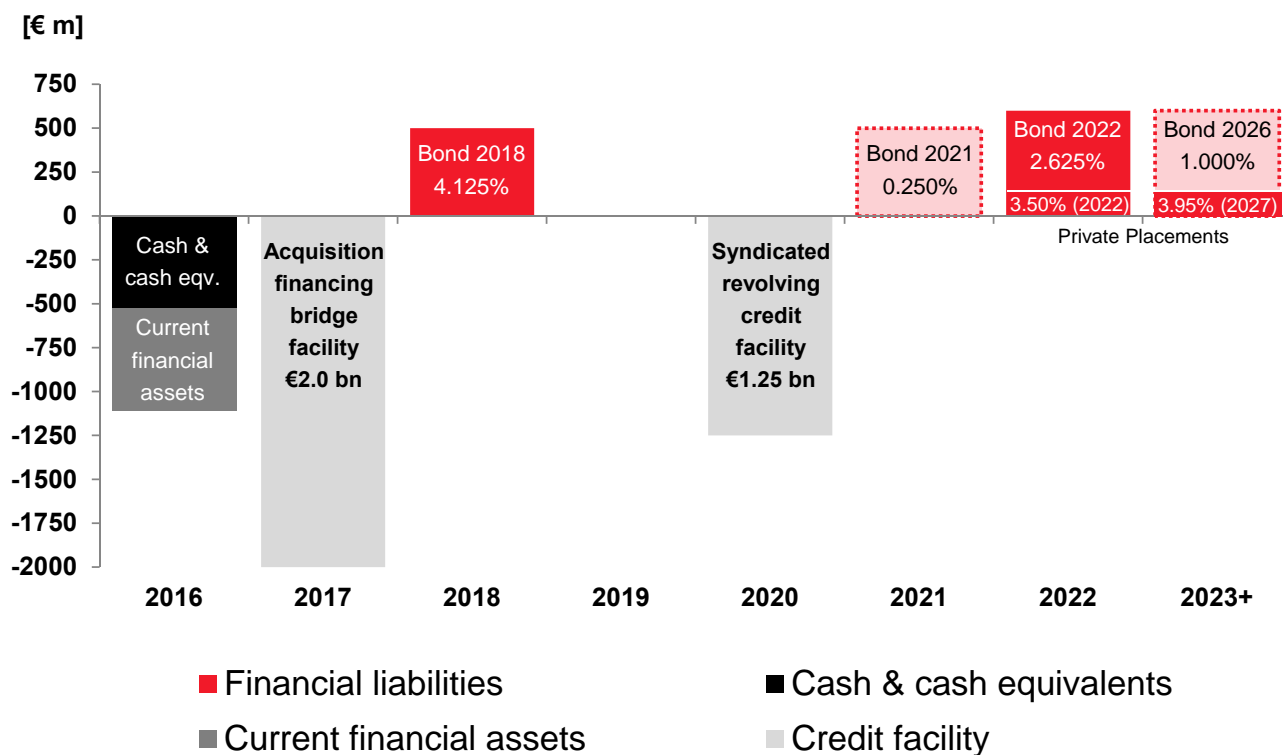 [€ m]
750
500
250
0
-250
-500
-750
-1000
-1250
-1500
-1750
-2000
Cash &
cash eqv.
Current
financial
assets
Acquisition
financing
bridge
facility
€2.0 bn
Bond 2018
4.125%
Syndicated
revolving
credit
facility
€1.25 bn
Bond 2021
0.250%
Bond 2022
2.625%
3.50% (2022)
Bond 2026
1.000%
3.95% (2027)
Private Placements
2016 2017 2018 2019 2020 2021 2022 2023+
Financial liabilities
Cash & cash equivalents
Current financial assets
Credit facility